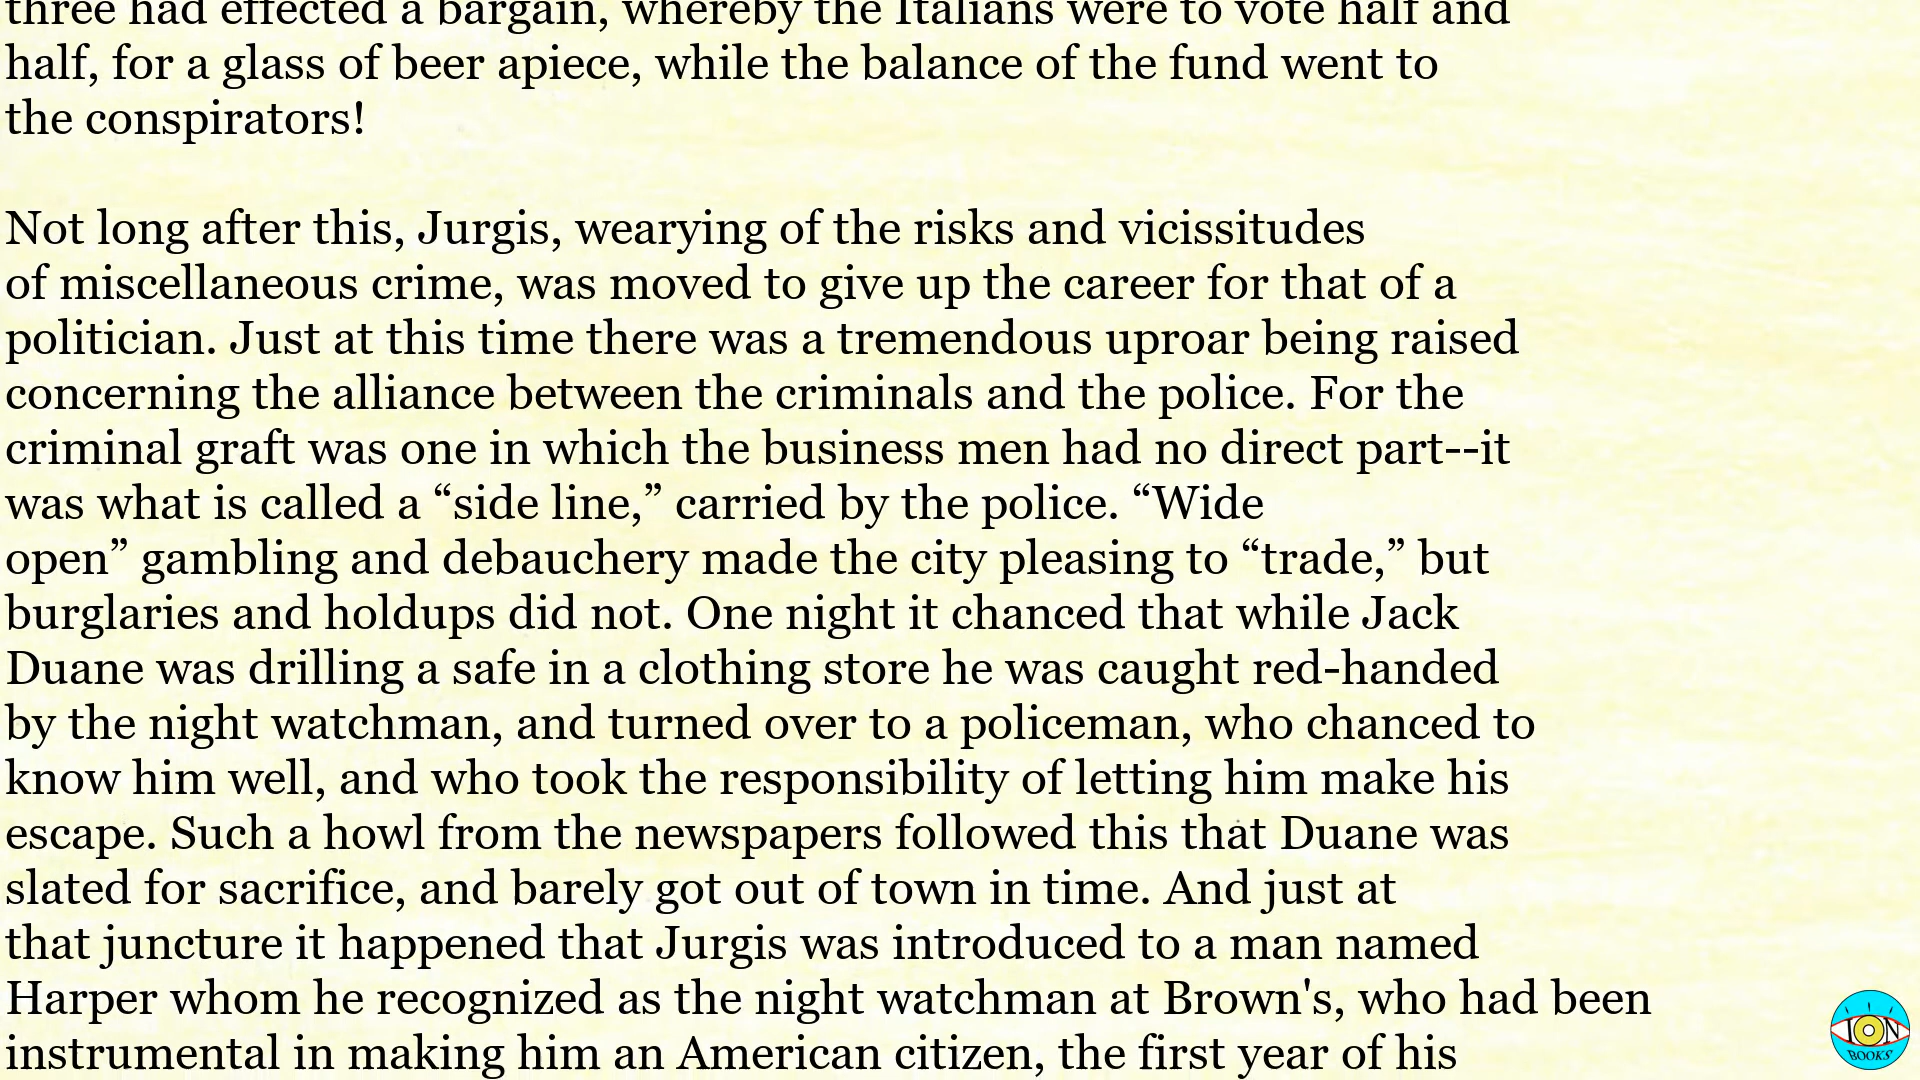 three had effected a bargain, whereby the Italians were to vote half and
half, for a glass of beer apiece, while the balance of the fund went to
the conspirators!
Not long after this, Jurgis, wearying of the risks and vicissitudes
of miscellaneous crime, was moved to give up the career for that of a
politician. Just at this time there was a tremendous uproar being raised
concerning the alliance between the criminals and the police. For the
criminal graft was one in which the business men had no direct part--it
was what is called a “side line,” carried by the police. “Wide
open” gambling and debauchery made the city pleasing to “trade,” but
burglaries and holdups did not. One night it chanced that while Jack
Duane was drilling a safe in a clothing store he was caught red-handed
by the night watchman, and turned over to a policeman, who chanced to
know him well, and who took the responsibility of letting him make his
escape. Such a howl from the newspapers followed this that Duane was
slated for sacrifice, and barely got out of town in time. And just at
that juncture it happened that Jurgis was introduced to a man named
Harper whom he recognized as the night watchman at Brown's, who had been
instrumental in making him an American citizen, the first year of his
ION
BOOKS